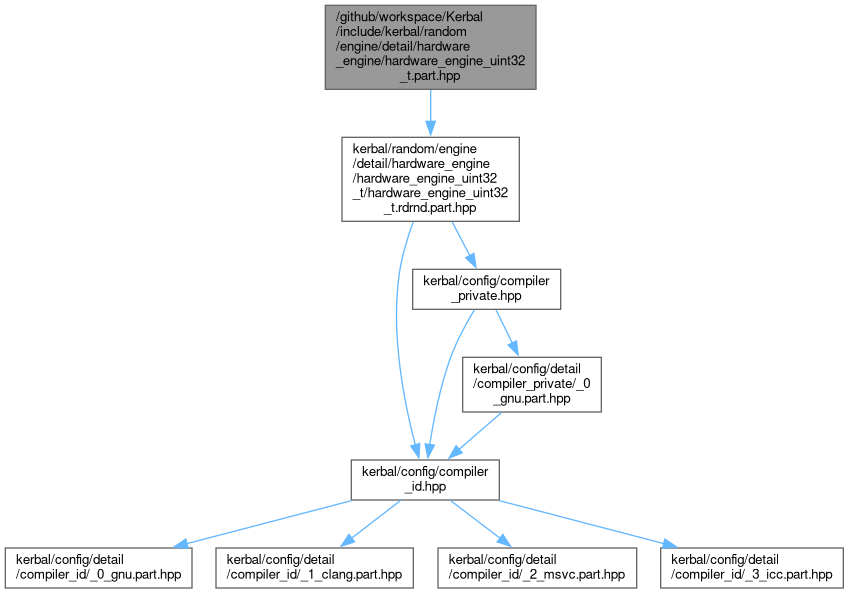 /github/workspace/Kerbal
/include/kerbal/random
/engine/detail/hardware
_engine/hardware_engine_uint32
_t.part.hpp
kerbal/random/engine
/detail/hardware_engine
/hardware_engine_uint32
_t/hardware_engine_uint32
_t.rdrnd.part.hpp
kerbal/config/compiler
_private.hpp
kerbal/config/detail
/compiler_private/_0
_gnu.part.hpp
kerbal/config/compiler
_id.hpp
kerbal/config/detail
/compiler_id/_0_gnu.part.hpp
kerbal/config/detail
/compiler_id/_1_clang.part.hpp
kerbal/config/detail
/compiler_id/_2_msvc.part.hpp
kerbal/config/detail
/compiler_id/_3_icc.part.hpp